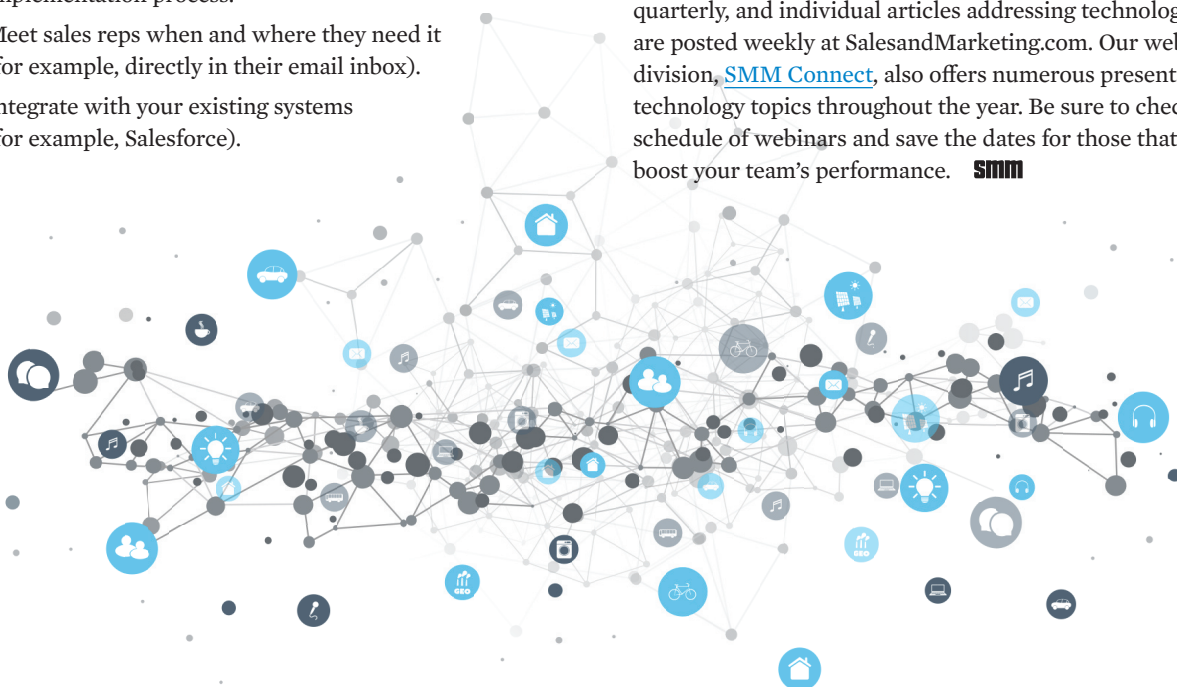 implementation process.
Meet sales reps when and where they need it
for example, directly in their email inbox).
ntegrate with your existing systems
for example, Salesforce).
quarterly, and individual articles addressing technolog
are posted weekly at SalesandMarketing.com. Our web
division, SMM Connect, also offers numerous present
technology topics throughout the year. Be sure to chec
schedule of webinars and save the dates for those that
boost your team's performance. smm
GEO
GEO